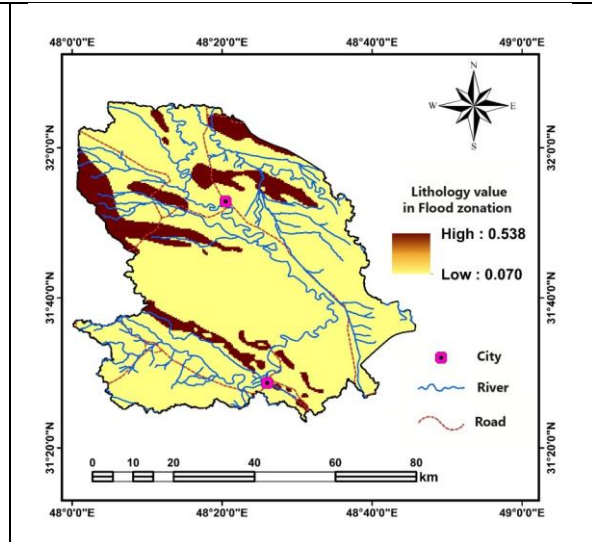 48°0'0"E 48°20'0"E 48°40'0"E 49°0'0"E
N
W E
S
32°0'0"N 32°0'0"N
Lithology value
in Flood zonation
High : 0.538
Low : 0.070
31°40'0"N 31°40'0"N
City
River
Road
31°20'0"N 31°20'0"N
0 10 20 40 60 80
km
48°0'0"E 48°20'0"E 48°40'0"E 49°0'0"E